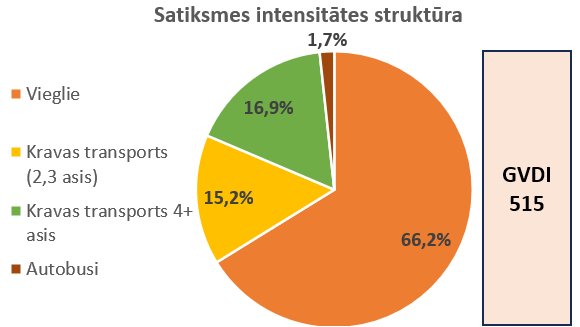 Satiksmes intensitātes struktūra
1,7%
Vieglie
16,9%
Kravas transports
(2,3 asis)
15,2%
Kravas transports 4+
asis
66,2%
Autobusi
GVDI
515